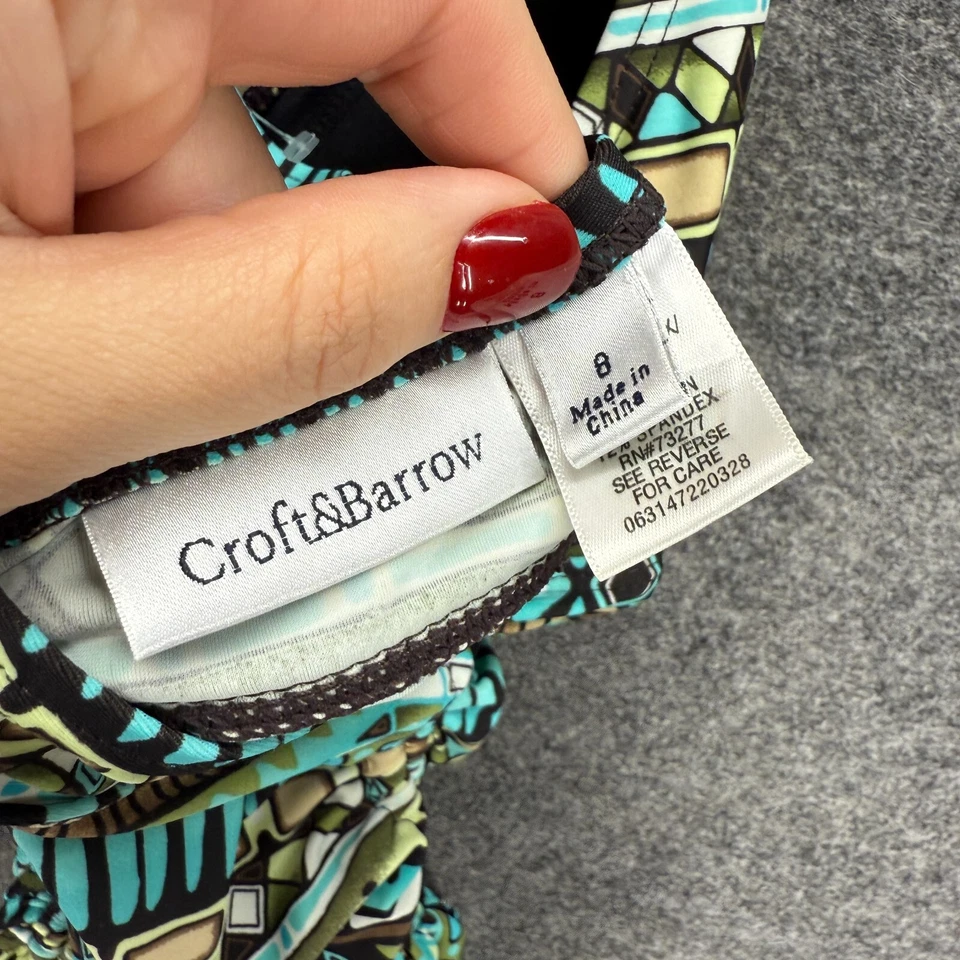 Croft&Barrow
8
Made in
China
SPANDEX
RN#73277
SEE REVERSE
FOR CARE
063147220328